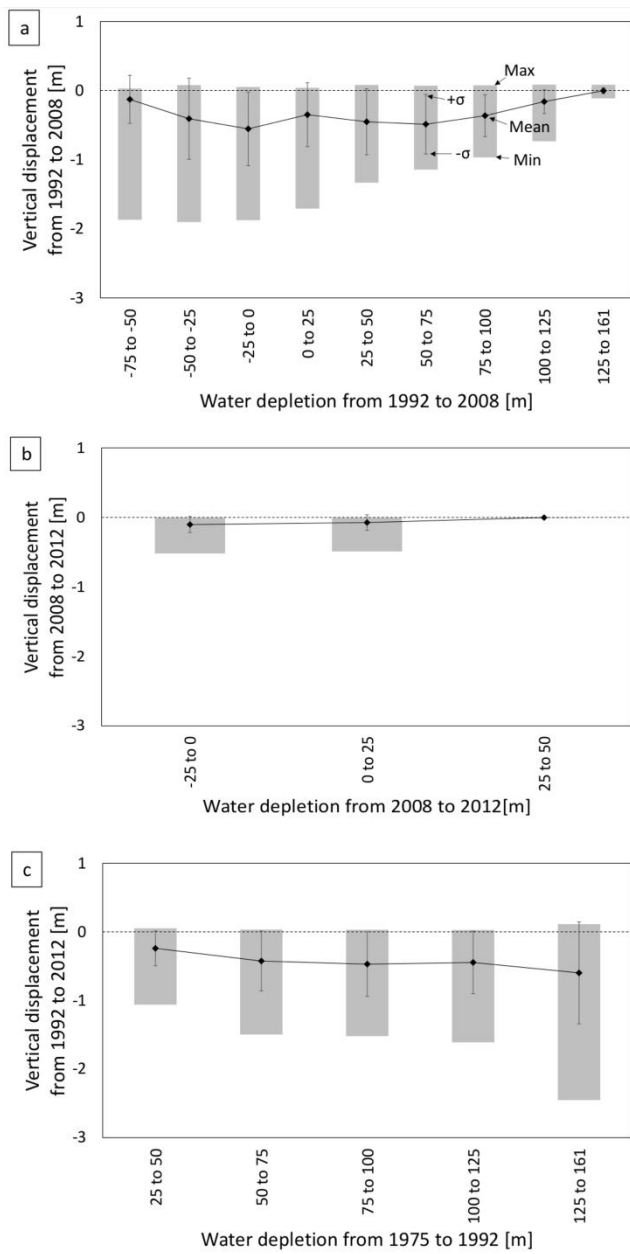 a
Vertical displacement
from 1992 to 2008 [m]
1
0
-1
-2
-3
Max
+σ
Mean
-σ
Min
-75 to -50
-50 to -25
-25 to 0
0 to 25
25 to 50
50 to 75
75 to 100
100 to 125
125 to 161
Water depletion from 1992 to 2008 [m]
b
Vertical displacement
from 2008 to 2012 [m]
1
0
-1
-2
-3
-25 to 0
0 to 25
25 to 50
Water depletion from 2008 to 2012[m]
c
Vertical displacement
from 1992 to 2012 [m]
1
0
-1
-2
-3
25 to 50
50 to 75
75 to 100
100 to 125
125 to 161
Water depletion from 1975 to 1992 [m]